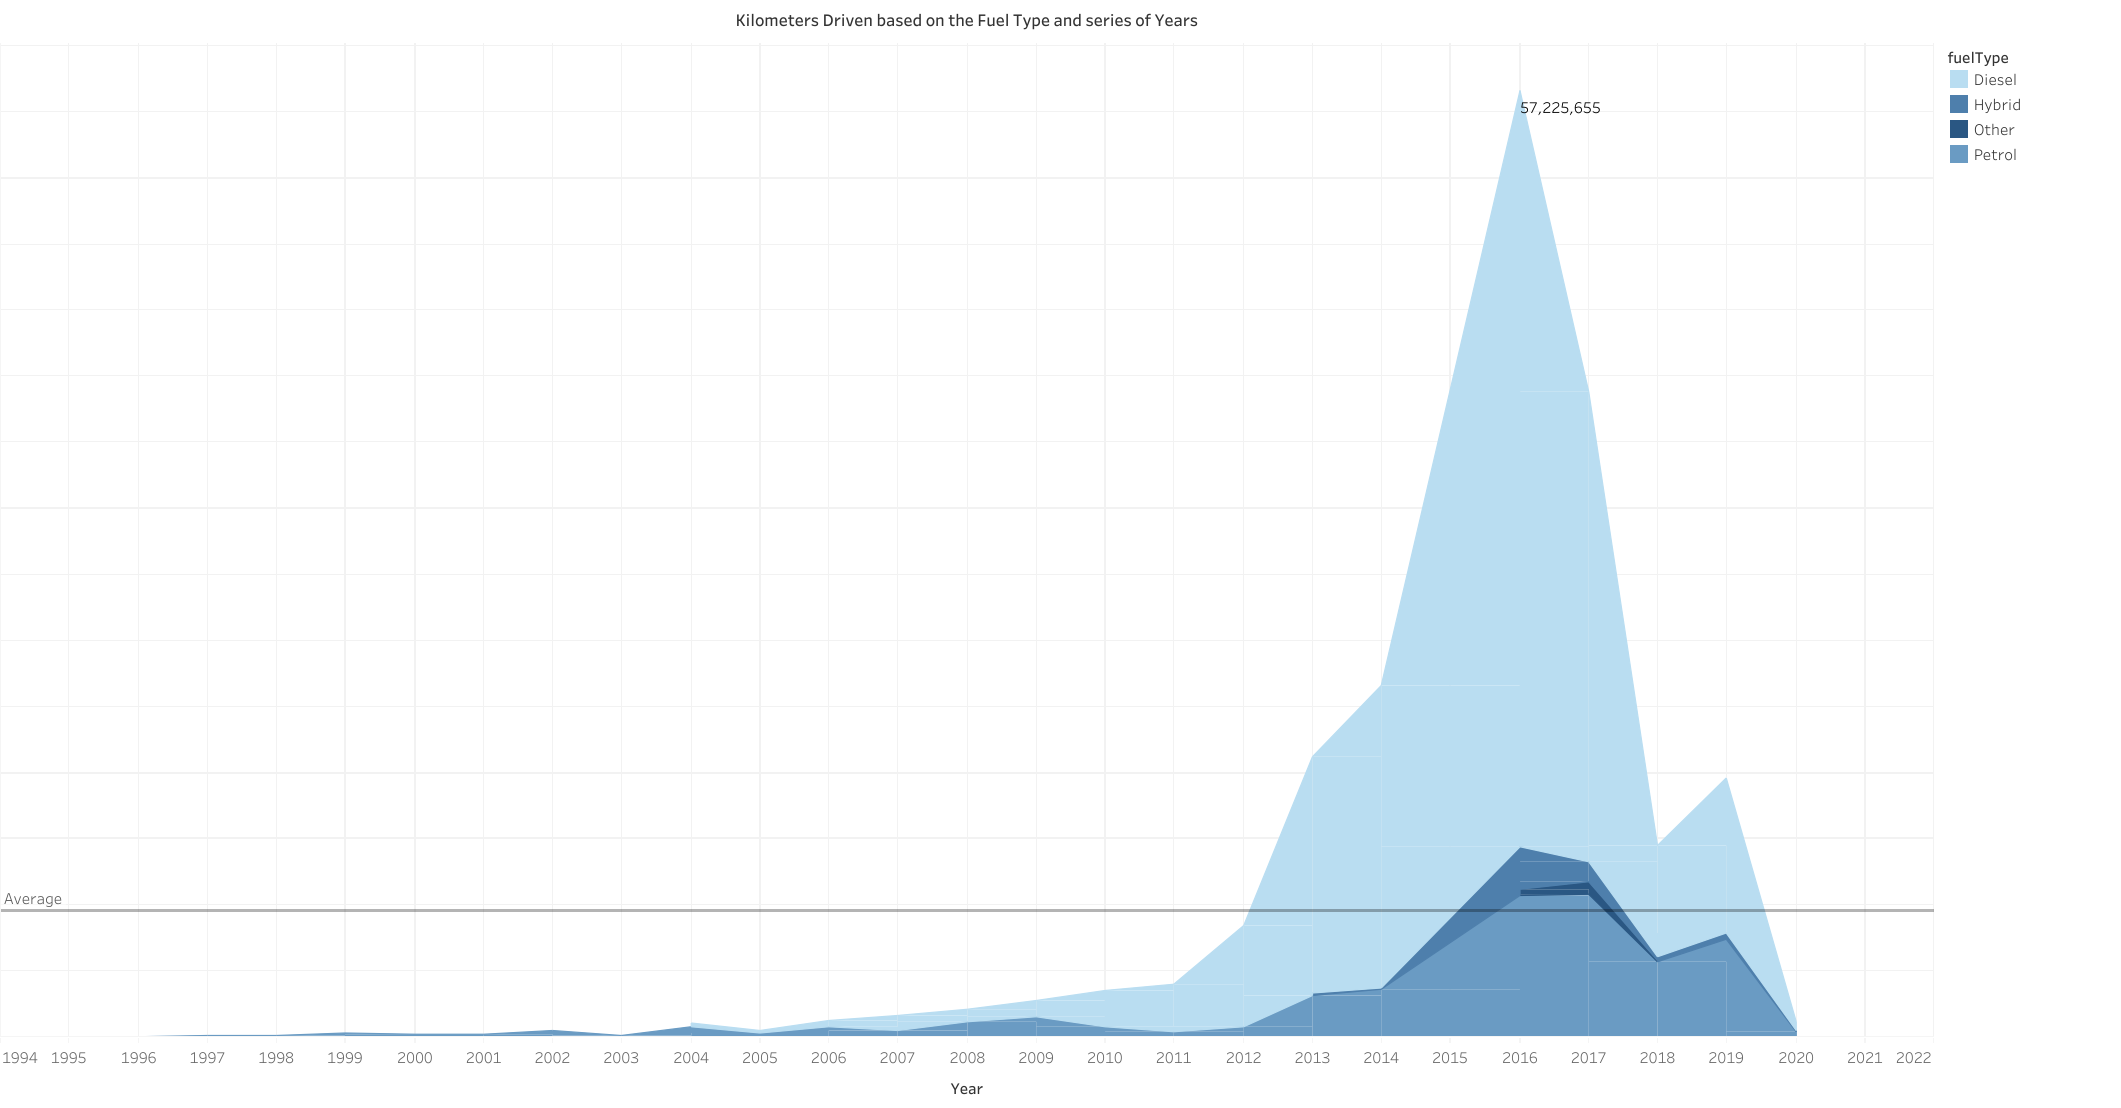 Kilometers Driven based on the Fuel Type and series of Years
fuelType
Diesel
Hybrid
Other
Petrol
57,225,655
Average
1994 1995 1996 1997 1998 1999 2000 2001 2002 2003 2004 2005 2006 2007 2008 2009 2010 2011 2012 2013 2014 2015 2016 2017 2018 2019 2020 2021 2022
Year